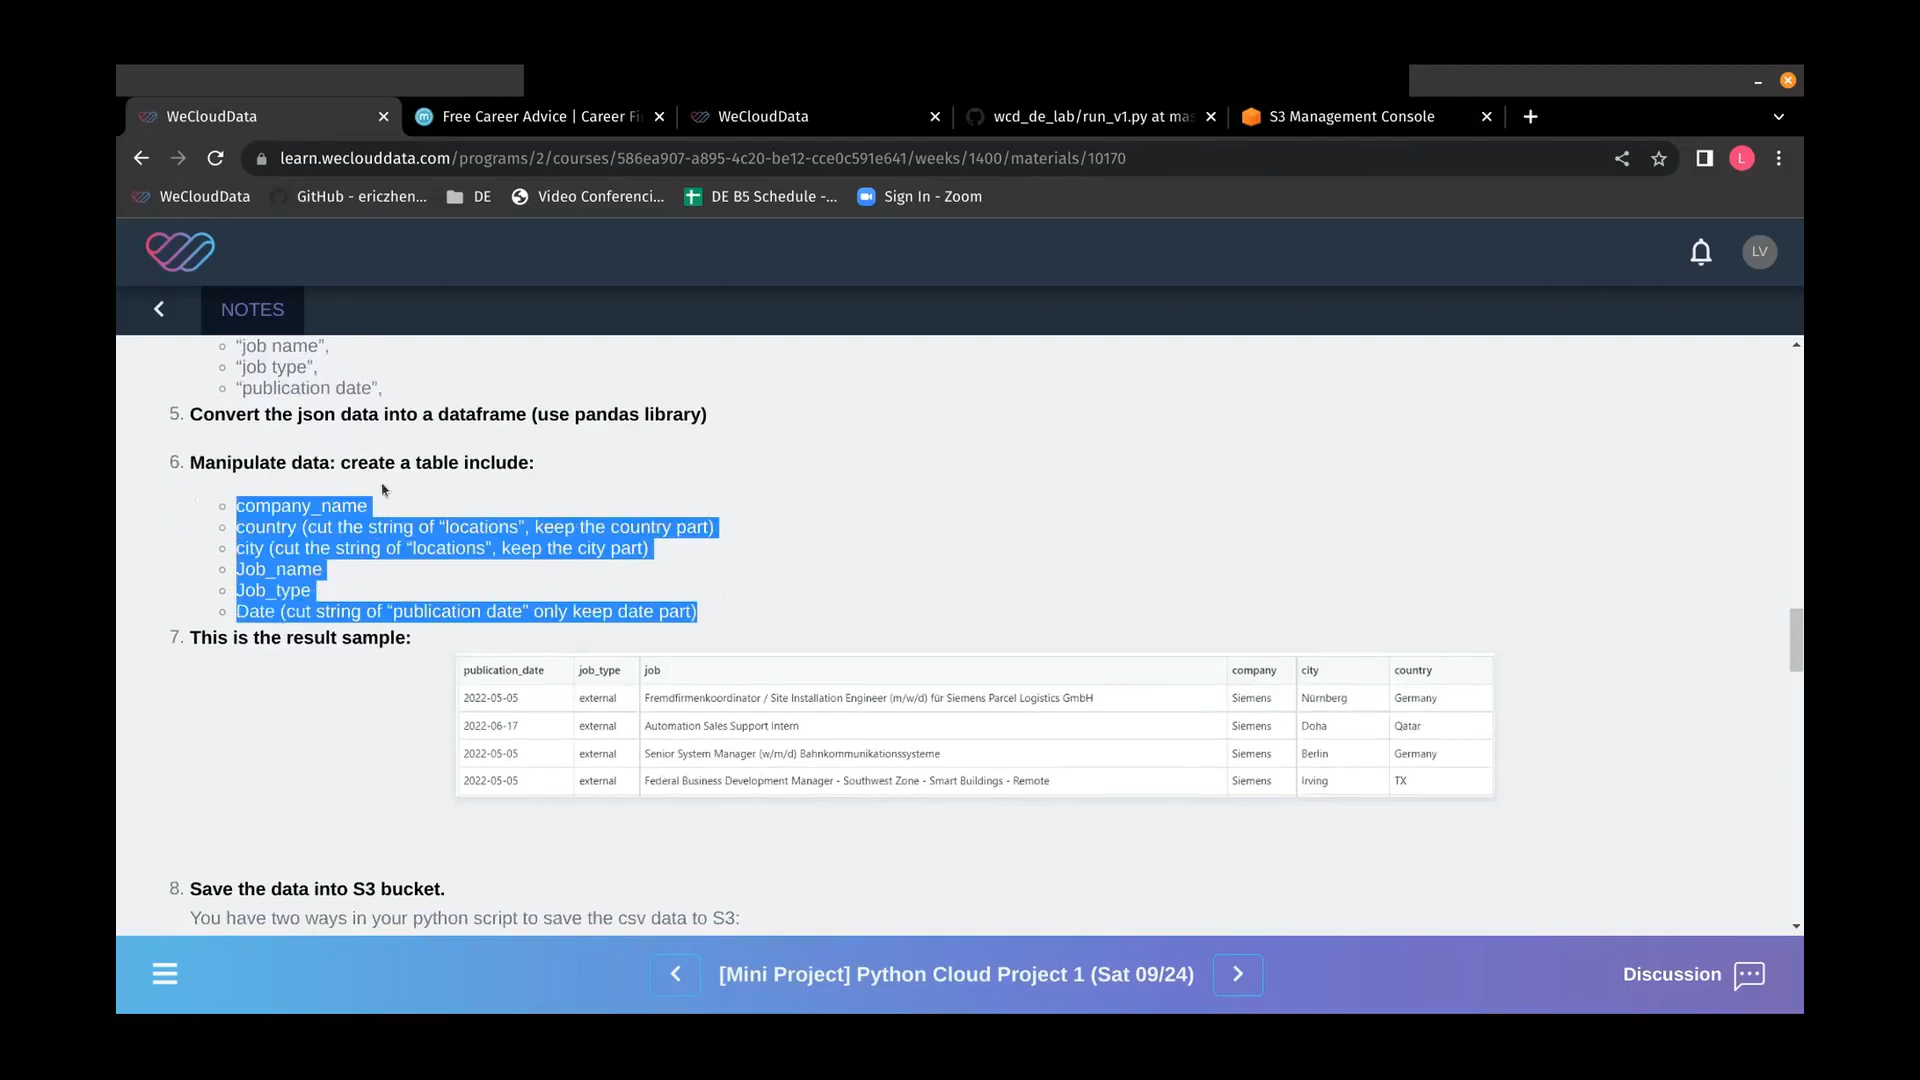 WeCloudData
Free Career Advice | Career Fi
WeCloudData
wcd_de_lab/run_v1.py at mas
S3 Management Console
learn.weclouddata.com/programs/2/courses/586ea907-a895-4c20-be12-cce0c591e641/weeks/1400/materials/10170
L
WeCloudData
GitHub - ericzhen...
DE
Video Conferenci...
DE B5 Schedule -...
Sign In - Zoom
LV
NOTES
“job name”,
“job type”,
“publication date”,
5. Convert the json data into a dataframe (use pandas library)
6. Manipulate data: create a table include:
company_name
country (cut the string of “locations”, keep the country part)
city (cut the string of “locations”, keep the city part)
Job_name
Job_type
Date (cut string of “publication date” only keep date part)
7. This is the result sample:
publication_date job_type job company city country
2022-05-05 external Fremdfirmenkoordinator / Site Installation Engineer (m/w/d) für Siemens Parcel Logistics GmbH Siemens Nürnberg Germany
2022-06-17 external Automation Sales Support Intern Siemens Doha Qatar
2022-05-05 external Senior System Manager (w/m/d) Bahnkommunikationssysteme Siemens Berlin Germany
2022-05-05 external Federal Business Development Manager - Southwest Zone - Smart Buildings - Remote Siemens Irving TX
8. Save the data into S3 bucket.
You have two ways in your python script to save the csv data to S3:
[Mini Project] Python Cloud Project 1 (Sat 09/24)
Discussion